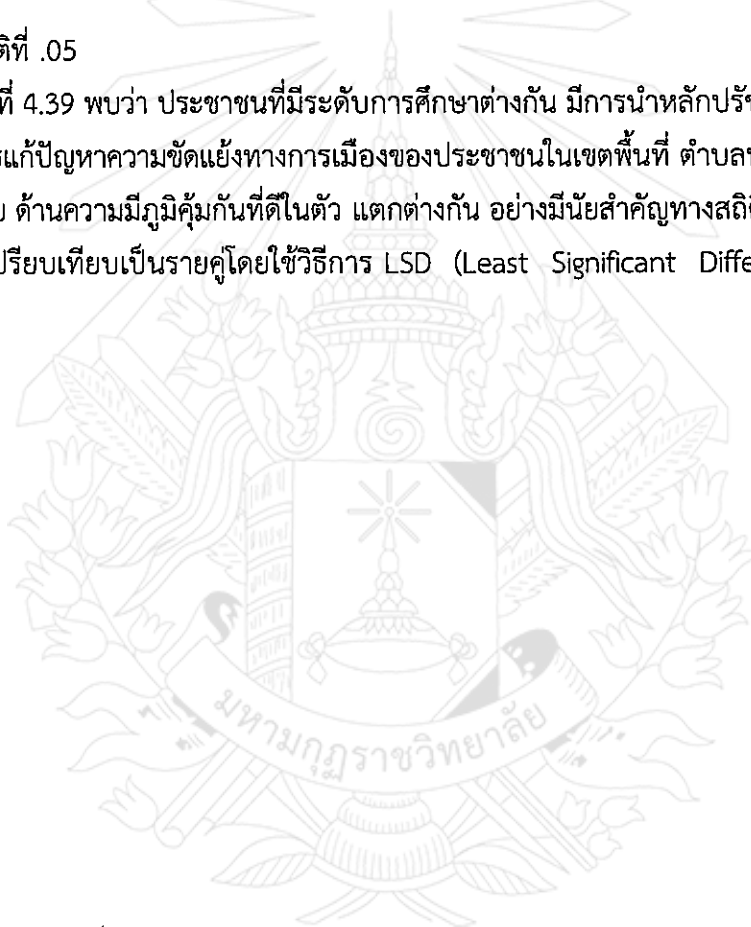 ติที่ .05
ที่ 4.39 พบว่า ประชาชนที่มีระดับการศึกษาต่างกัน มีการนำหลักปรัช
แก้ปัญหาความขัดแย้งทางการเมืองของประชาชนในเขตพื้นที่ ตำบล
ด้านความมีภูมิคุ้มกันที่ดีในตัว แตกต่างกัน อย่างมีนัยสำคัญทางสถิติ
ปรียบเทียบเป็นรายคู่โดยใช้วิธีการ LSD (Least Significant Diffe
มหามกุฏราชวิทยาลัย